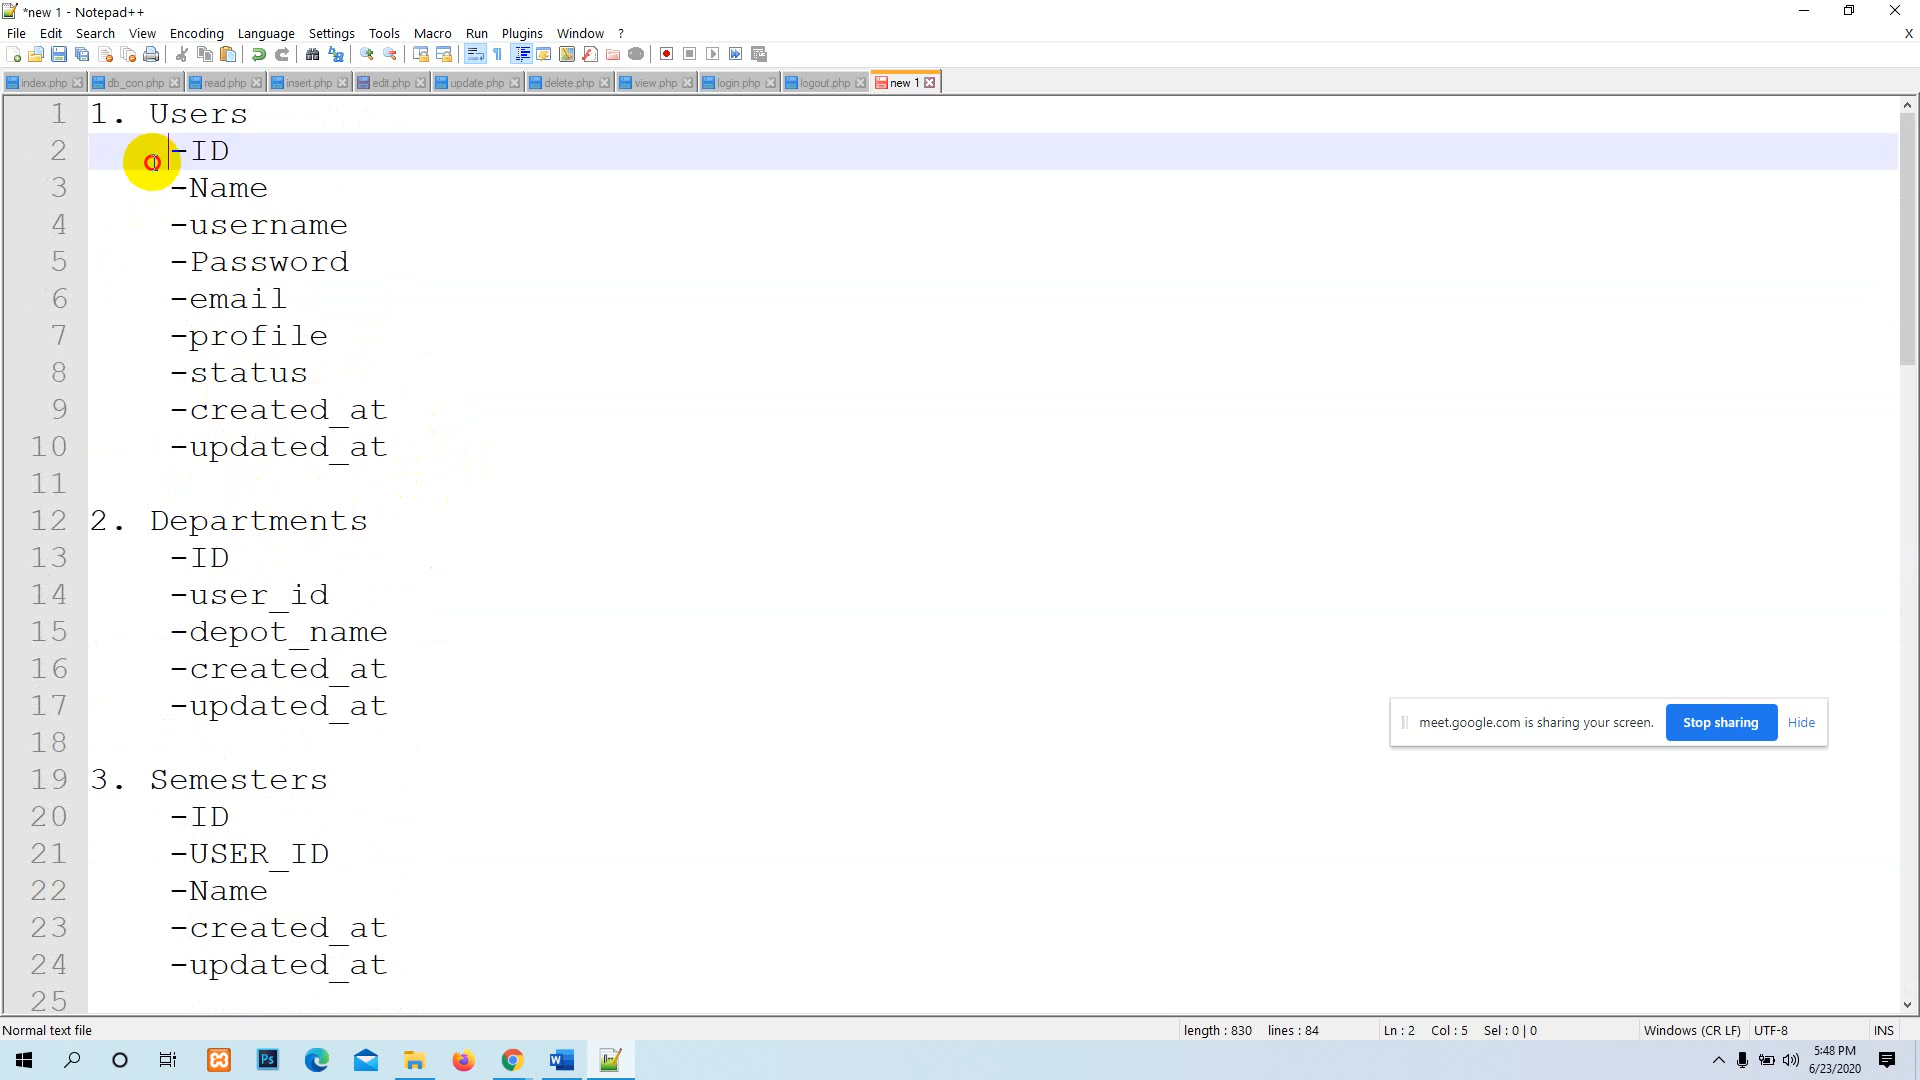 *new 1 - Notepad++
File Edit Search View Encoding Language Settings Tools Macro Run Plugins Window ? X
index.php db_con.php read.php insert.php edit.php update.php delete.php view.php login.php logout.php new 1
1 1. Users
2 -ID
3 -Name
4 -username
5 -Password
6 -email
7 -profile
8 -status
9 -created_at
10 -updated_at
11
12 2. Departments
13 -ID
14 -user_id
15 -depot_name
16 -created_at
17 -updated_at
18
19 3. Semesters
20 -ID
21 -USER_ID
22 -Name
23 -created_at
24 -updated_at
25
meet.google.com is sharing your screen. Stop sharing Hide
Normal text file length : 830 lines : 84 Ln : 2 Col : 5 Sel : 0 | 0 Windows (CR LF) UTF-8 INS
Ps W 5:48 PM
6/23/2020